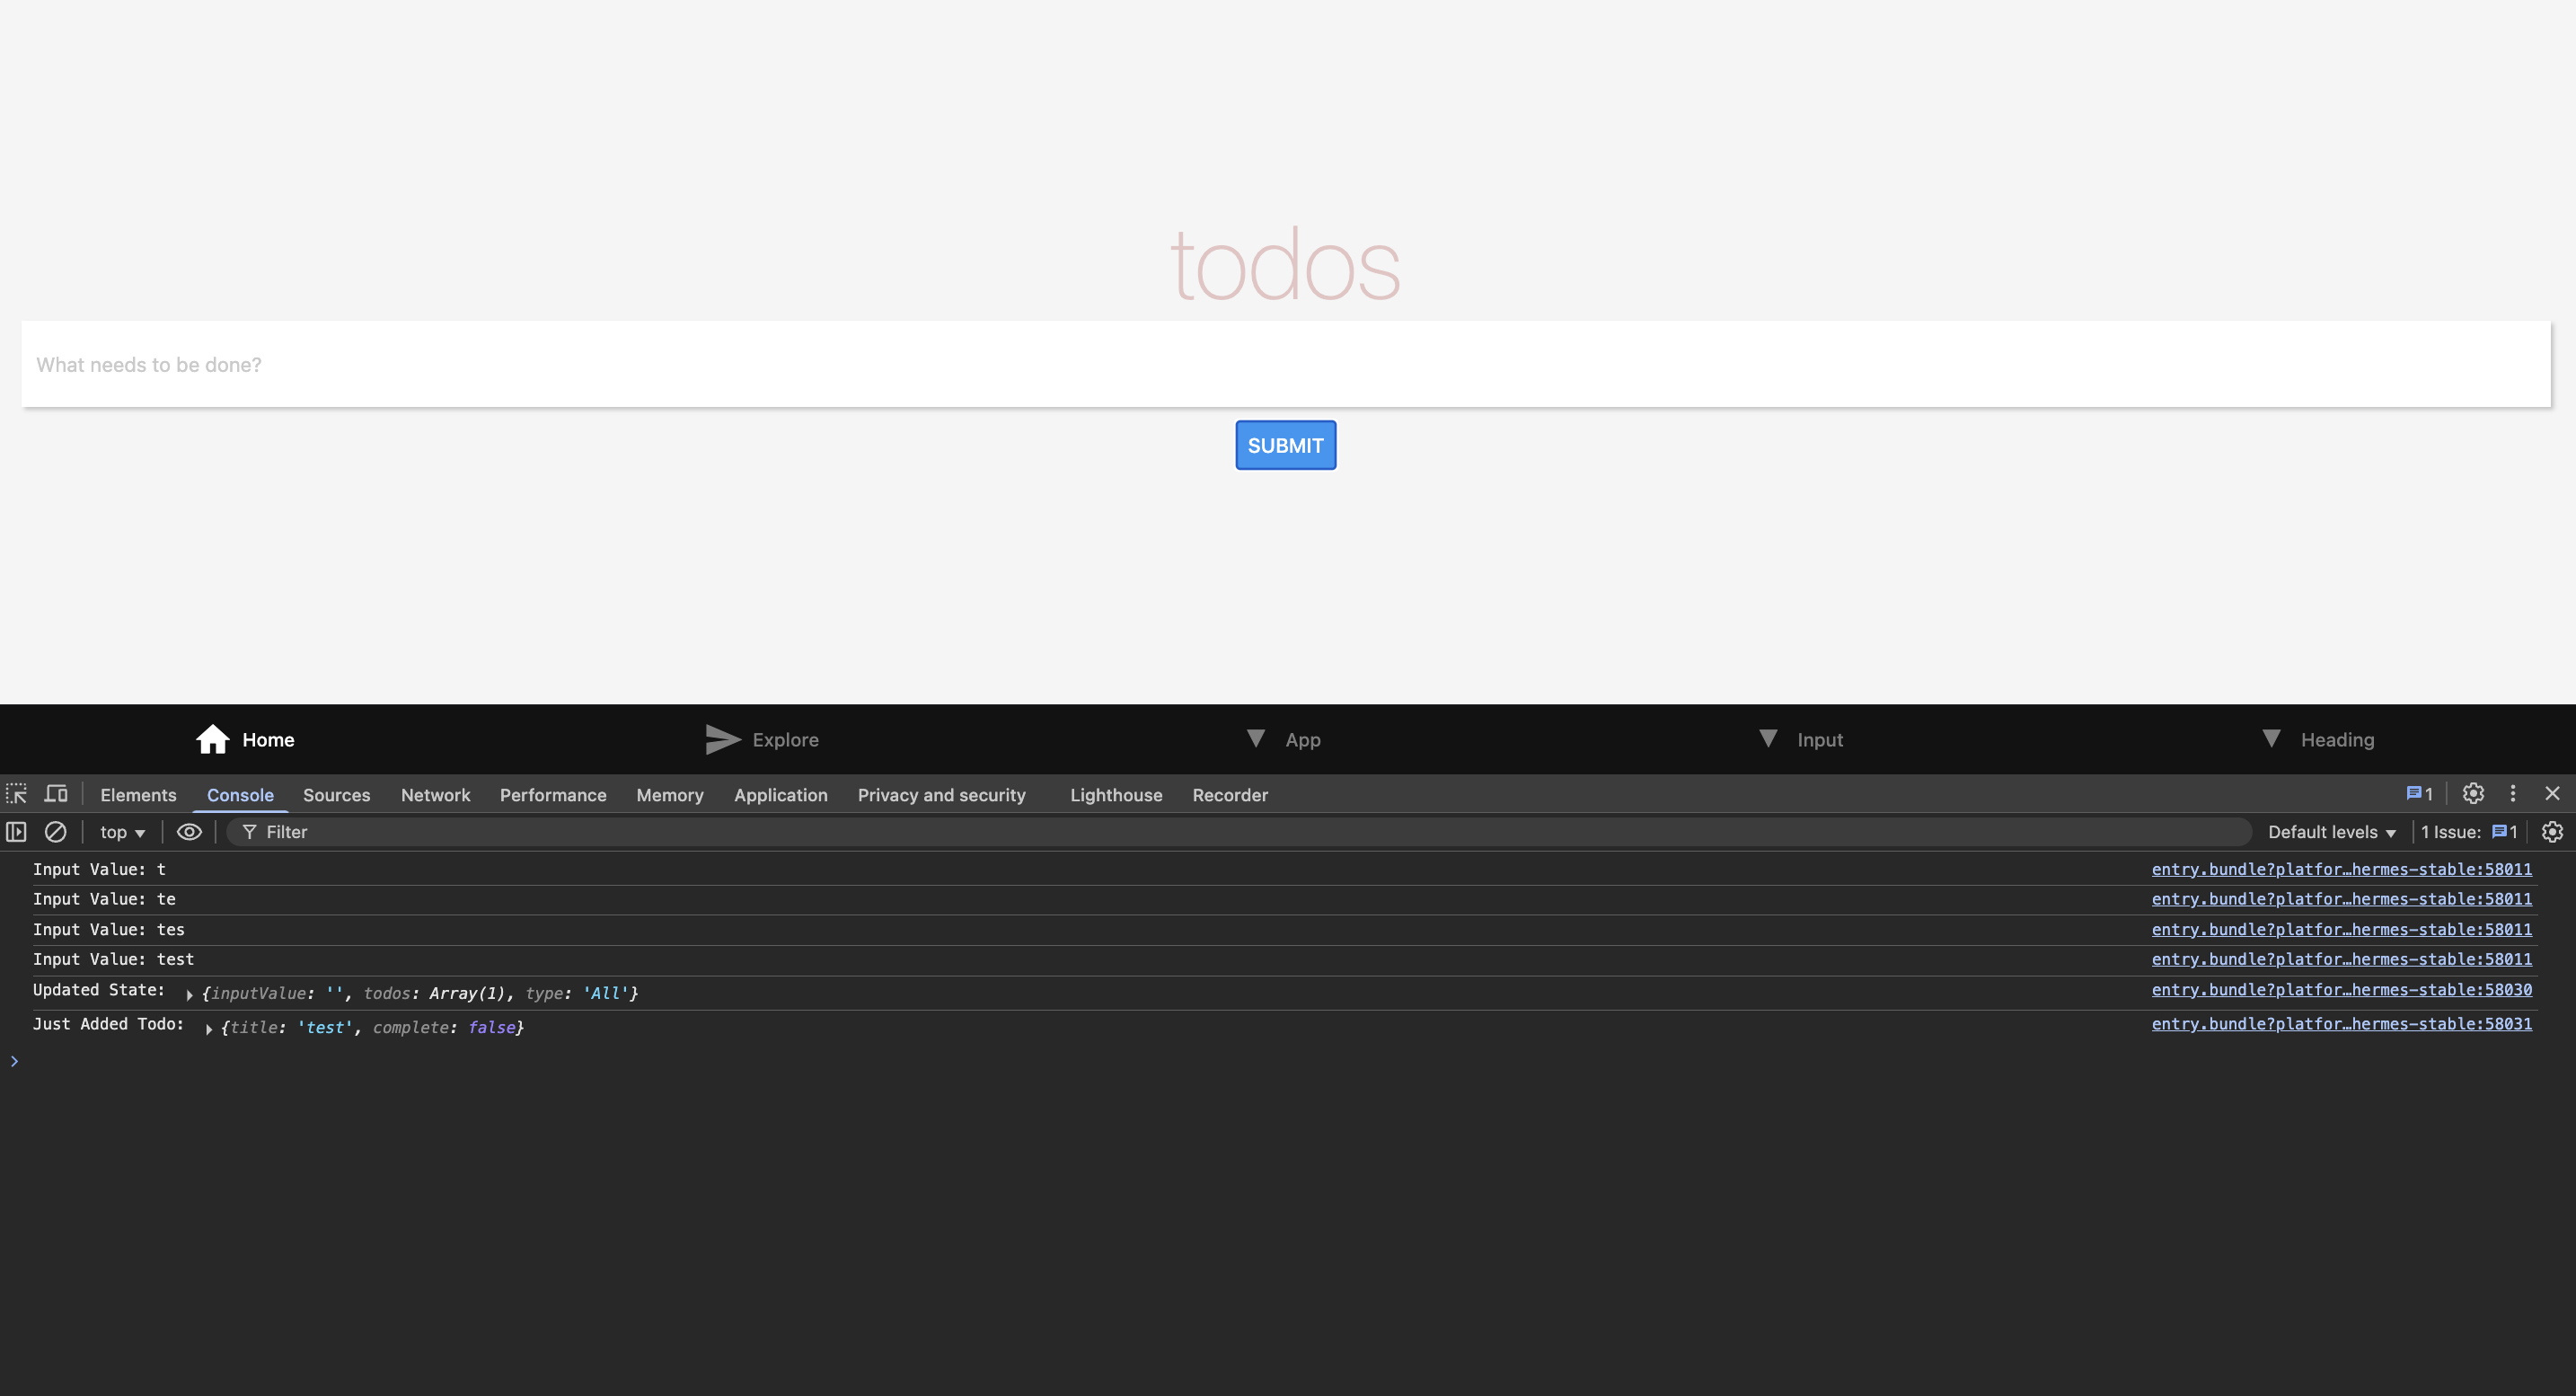 todos
What needs to be done?
SUBMIT
Home Explore App Input Heading
Elements Console Sources Network Performance Memory Application Privacy and security Lighthouse Recorder 1
top Filter Default levels 1 Issue: 1
Input Value: t entry.bundle?platfor…hermes-stable:58011
Input Value: te entry.bundle?platfor…hermes-stable:58011
Input Value: tes entry.bundle?platfor…hermes-stable:58011
Input Value: test entry.bundle?platfor…hermes-stable:58011
Updated State: {inputValue: '', todos: Array(1), type: 'All'} entry.bundle?platfor…hermes-stable:58030
Just Added Todo: {title: 'test', complete: false} entry.bundle?platfor…hermes-stable:58031